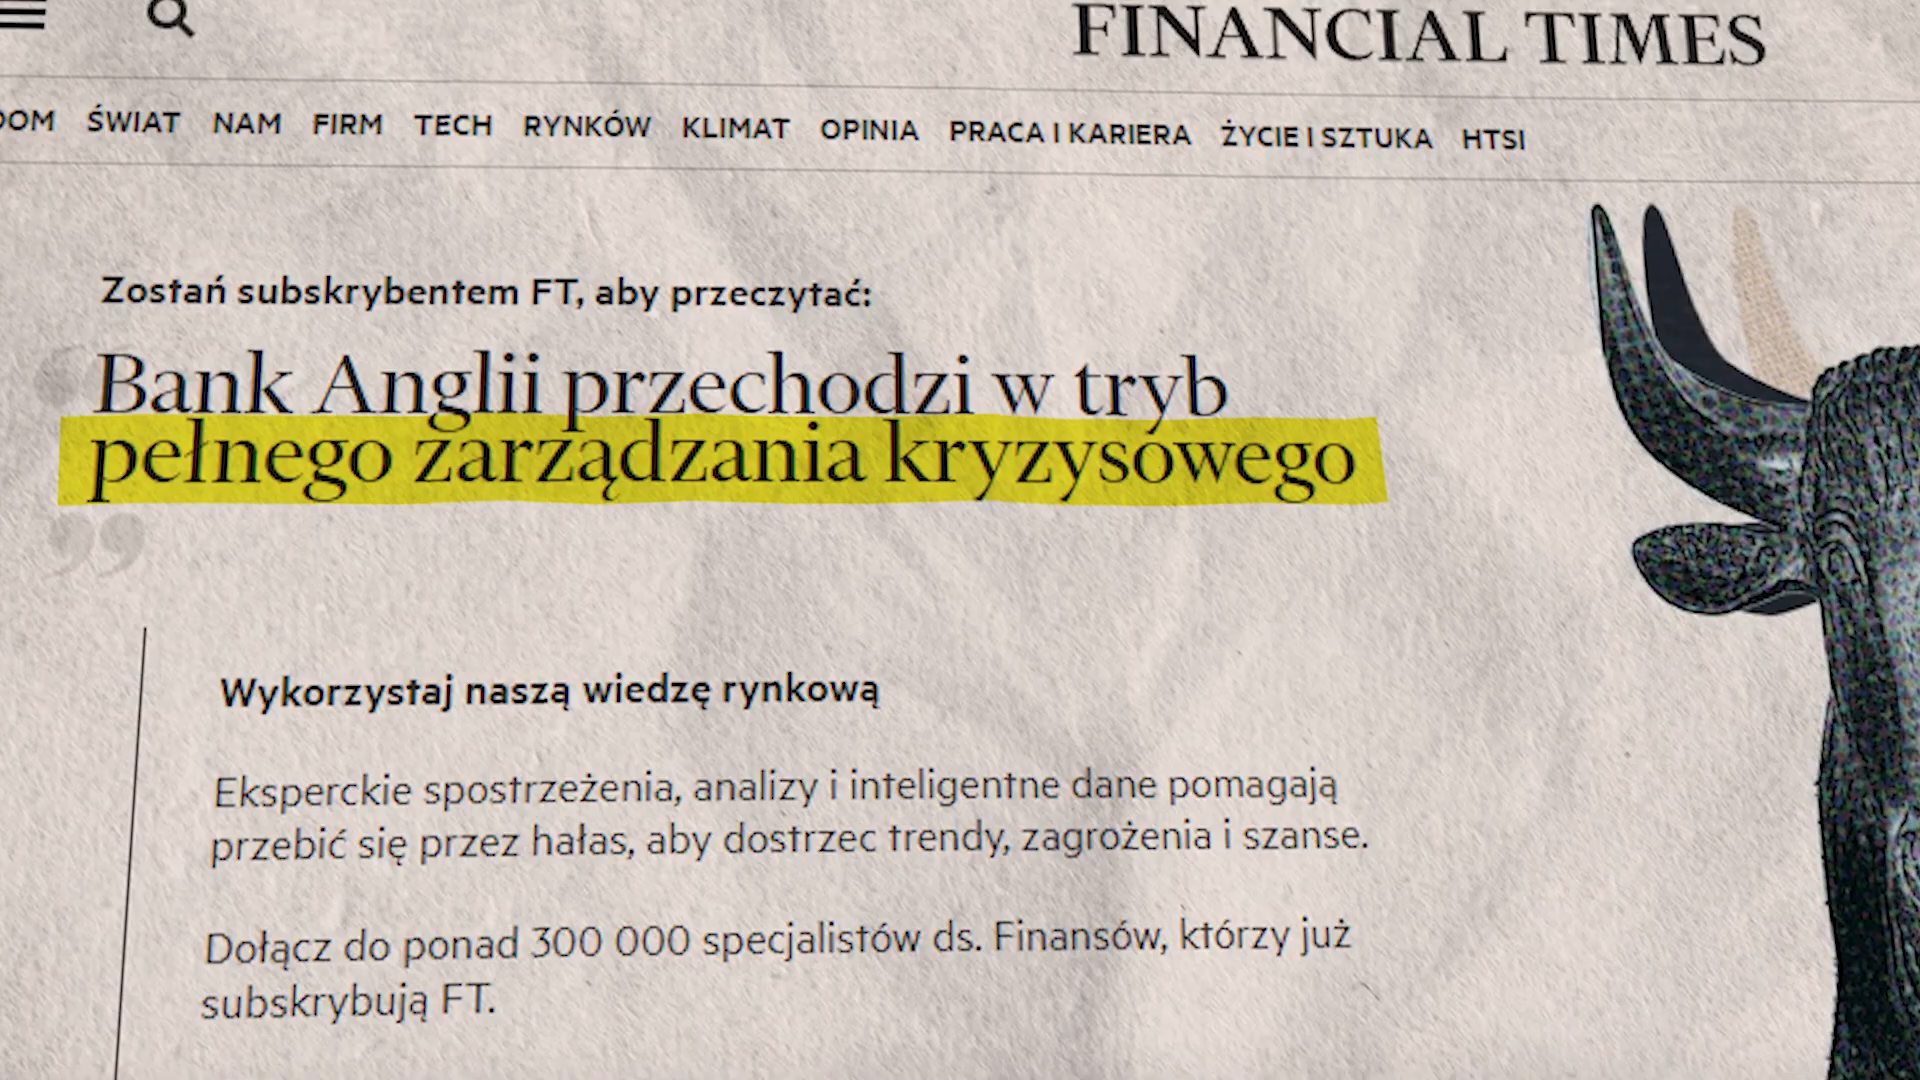 FINANCIAL TIMES
ŚWIAT NAM FIRM TECH RYNKÓW KLIMAT OPINIA PRACA I KARIERA ŻYCIE I SZTUKA HTSI
Zostań subskrybentem FT, aby przeczytać:
Bank Anglii przechodzi w tryb
pełnego zarządzania kryzysowego
Wykorzystaj naszą wiedzę rynkową
Eksperckie spostrzeżenia, analizy i inteligentne dane pomagają
przebić się przez hałas, aby dostrzec trendy, zagrożenia i szanse.
Dołącz do ponad 300 000 specjalistów ds. Finansów, którzy już
subskrybują FT.